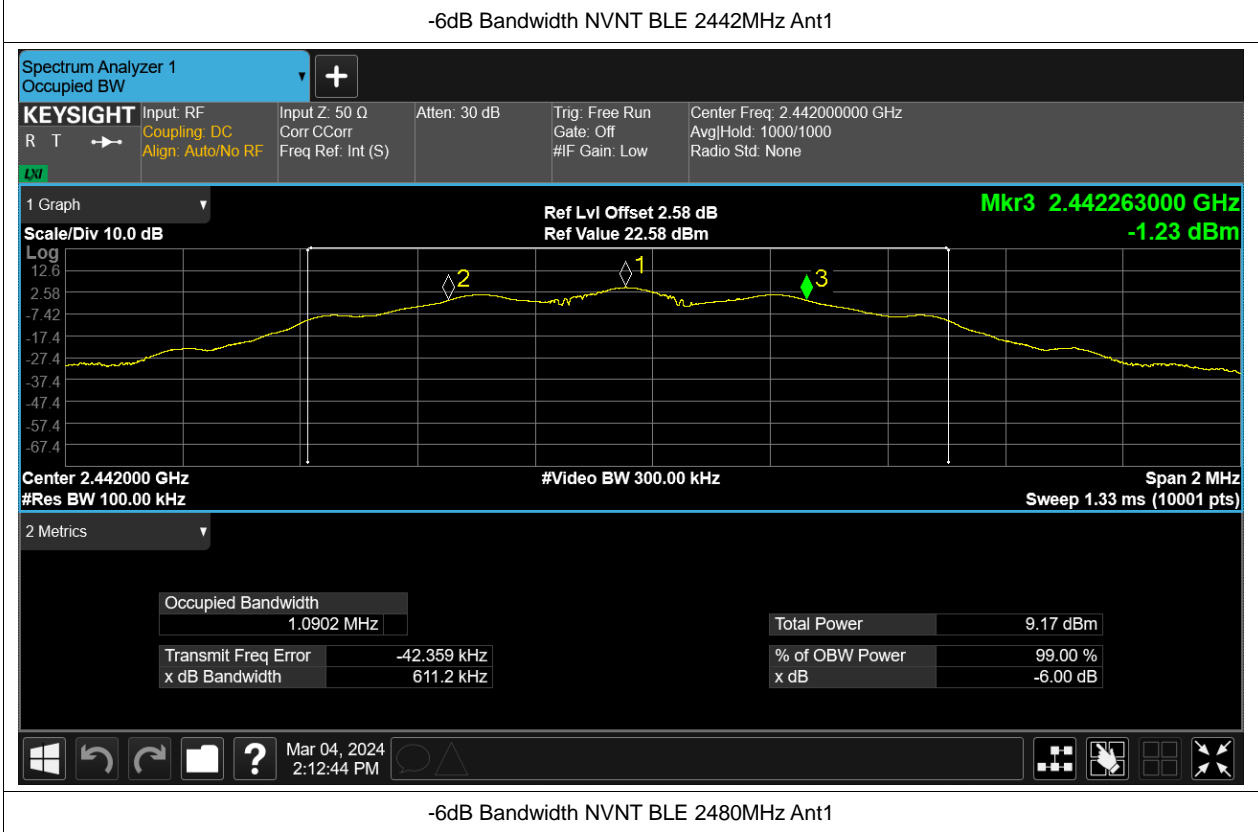 -6dB Bandwidth NVNT BLE 2442MHz Ant1
Spectrum Analyzer 1
Occupied BW
KEYSIGHT
R T
LXI
Input: RF
Coupling: DC
Align: Auto/No RF
Input Z: 50 Ω
Corr CCorr
Freq Ref: Int (S)
Atten: 30 dB
Trig: Free Run
Gate: Off
#IF Gain: Low
Center Freq: 2.442000000 GHz
Avg|Hold: 1000/1000
Radio Std: None
1 Graph
Scale/Div 10.0 dB
Ref Lvl Offset 2.58 dB
Ref Value 22.58 dBm
Mkr3 2.442263000 GHz
-1.23 dBm
Log
12.6
2.58
-7.42
-17.4
-27.4
-37.4
-47.4
-57.4
-67.4
2
1
3
Center 2.442000 GHz
#Res BW 100.00 kHz
#Video BW 300.00 kHz
Span 2 MHz
Sweep 1.33 ms (10001 pts)
2 Metrics
Occupied Bandwidth
1.0902 MHz
Transmit Freq Error -42.359 kHz
x dB Bandwidth 611.2 kHz
Total Power 9.17 dBm
% of OBW Power 99.00 %
x dB -6.00 dB
?
Mar 04, 2024
2:12:44 PM
-6dB Bandwidth NVNT BLE 2480MHz Ant1